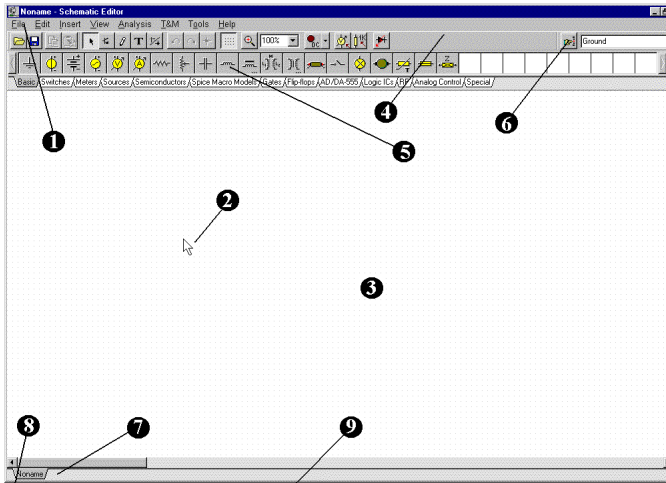 Noname - Schematic Editor
File Edit Insert View Analysis T&M Tools Help
100% DC Ground
Basic Switches Meters Sources Semiconductors Spice Macro Models Gates Flip-flops AD/DA-555 Logic ICs RF Analog Control Special
1
4
6
5
2
3
8
7
9
Noname